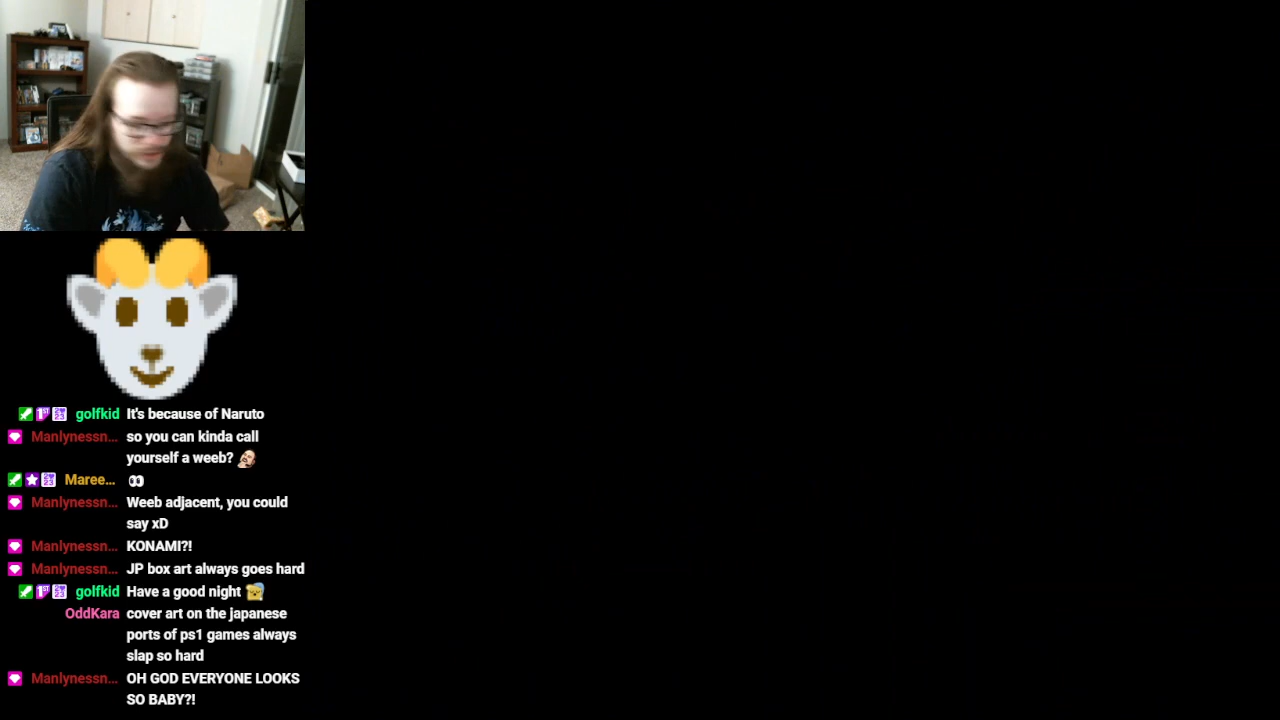 golfkid It's because of Naruto
Manlynessn... so you can kinda call
yourself a weeb?
Maree...
Manlynessn... Weeb adjacent, you could
say xD
Manlynessn... KONAMI?!
Manlynessn... JP box art always goes hard
golfkid Have a good night
OddKara cover art on the japanese
ports of ps1 games always
slap so hard
Manlynessn... OH GOD EVERYONE LOOKS
SO BABY?!